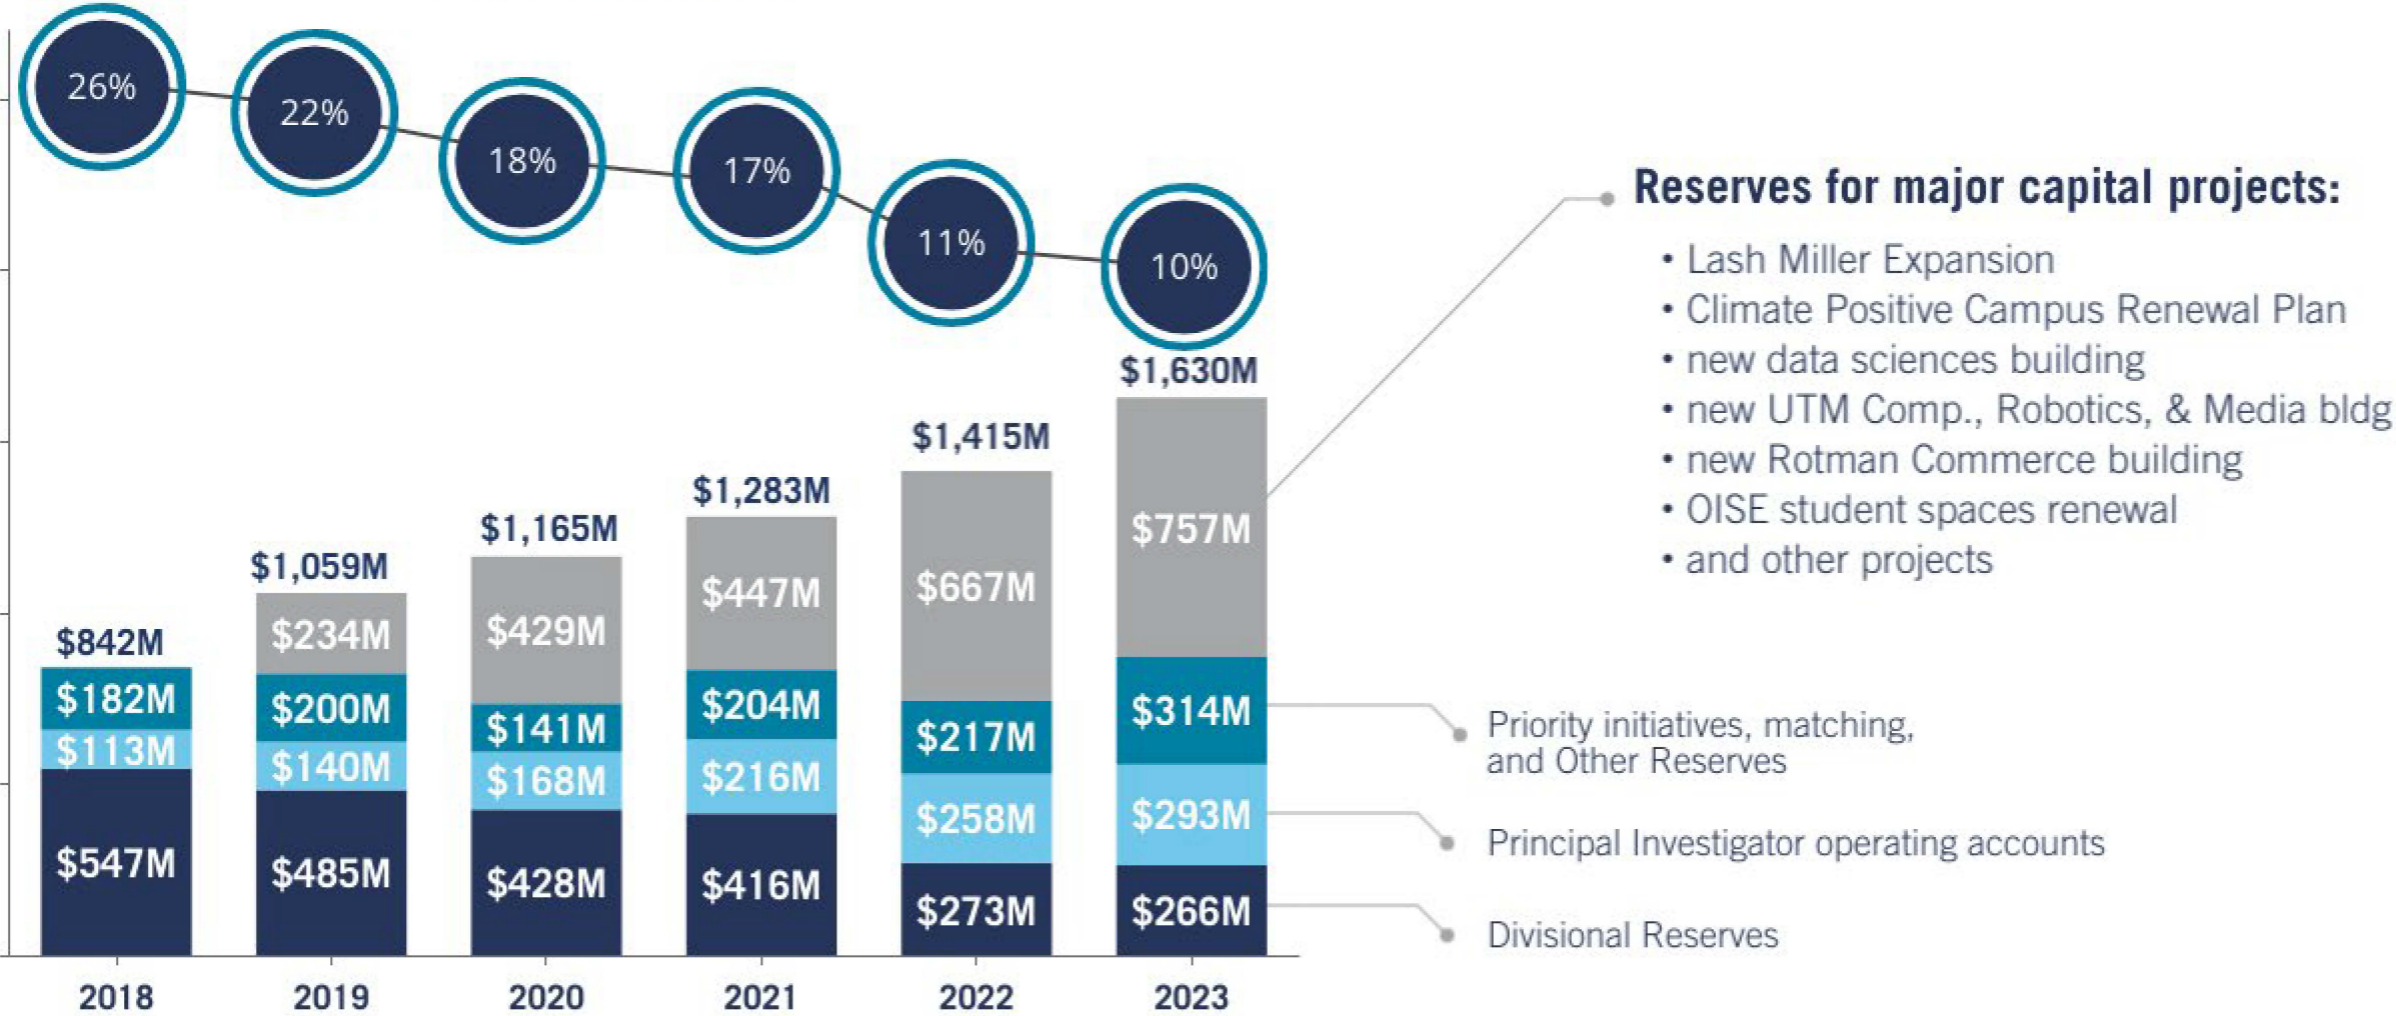 26%
22%
18%
17%
11%
10%
Reserves for major capital projects:
• Lash Miller Expansion
• Climate Positive Campus Renewal Plan
• new data sciences building
• new UTM Comp., Robotics, & Media bldg
• new Rotman Commerce building
• OISE student spaces renewal
• and other projects
$842M
$182M
$113M
$547M
$1,059M
$234M
$200M
$140M
$485M
$1,165M
$429M
$141M
$168M
$428M
$1,283M
$447M
$204M
$216M
$416M
$1,415M
$667M
$217M
$258M
$273M
$1,630M
$757M
$314M
$293M
$266M
Priority initiatives, matching,
and Other Reserves
Principal Investigator operating accounts
Divisional Reserves
2018
2019
2020
2021
2022
2023